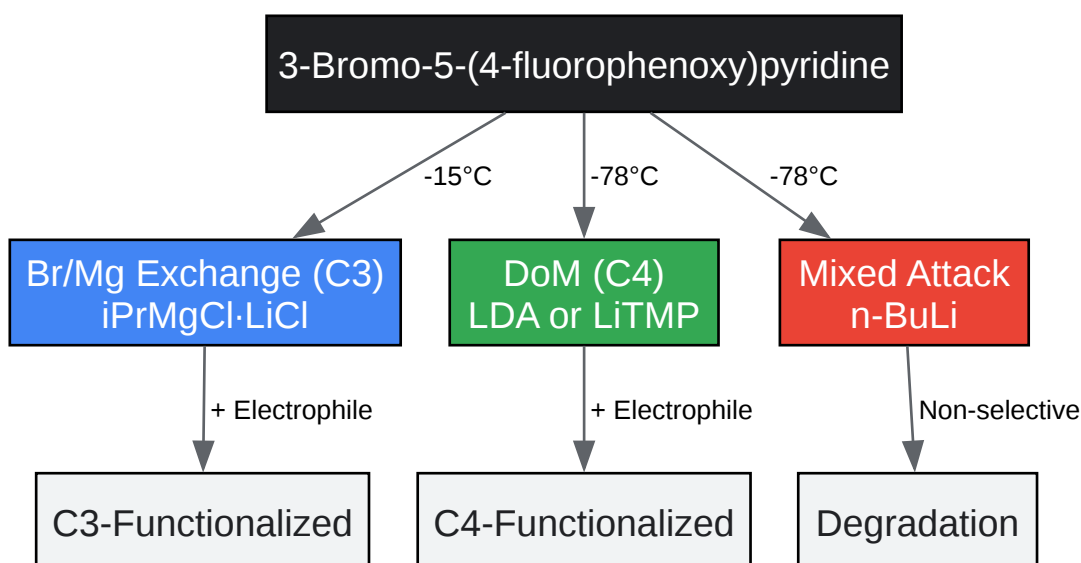 3-Bromo-5-(4-fluorophenoxy)pyridine
-15°C
-78°C
-78°C
Br/Mg Exchange (C3)
iPrMgCl·LiCl
DoM (C4)
LDA or LiTMP
Mixed Attack
n-BuLi
+ Electrophile
+ Electrophile
Non-selective
C3-Functionalized
C4-Functionalized
Degradation